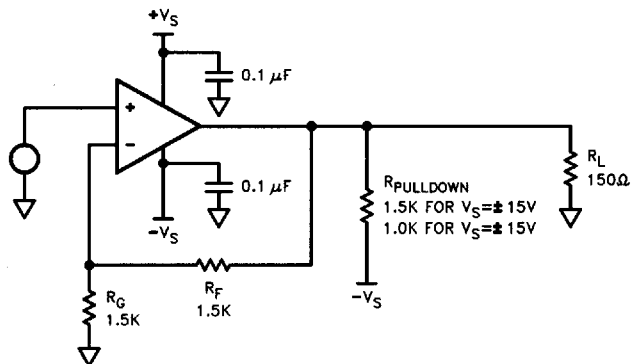 +VS
0.1 µF
+
-
0.1 µF
-VS
RPULLDOWN
1.5K FOR VS=±15V
1.0K FOR VS=±15V
-VS
RL
150Ω
RF
1.5K
RG
1.5K